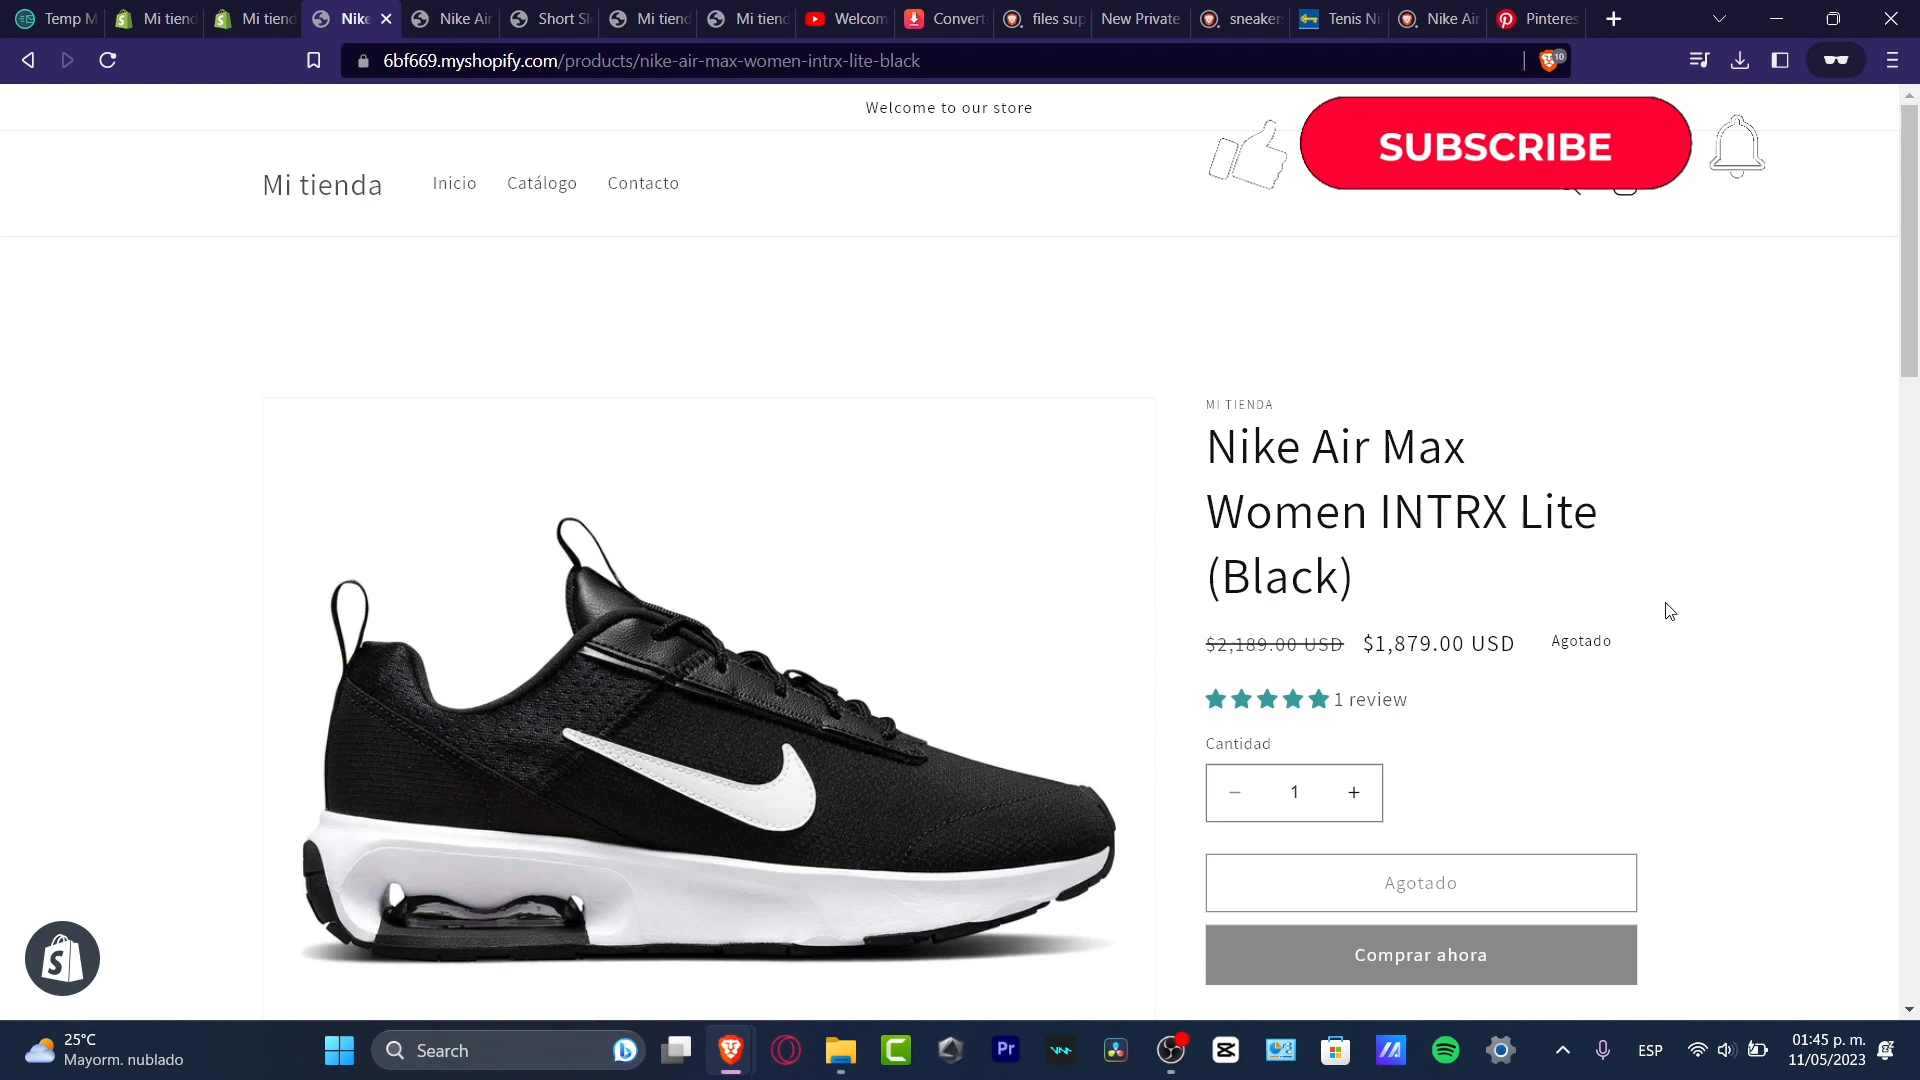 Temp M
Mi tiend
Mi tiend
Nike
Nike Air
Short Sl
Mi tiend
Mi tiend
Welcom
Convert
files sup
New Private
sneaker
Tenis Ni
Nike Air
Pinteres
6bf669.myshopify.com/products/nike-air-max-women-intrx-lite-black
10
Welcome to our store
SUBSCRIBE
Mi tienda
Inicio
Catálogo
Contacto
MI TIENDA
Nike Air Max
Women INTRX Lite
(Black)
$2,189.00 USD $1,879.00 USD Agotado
1 review
Cantidad
− 1 +
Agotado
Comprar ahora
25°C
Mayorm. nublado
Search
Pr
ESP
01:45 p. m.
11/05/2023